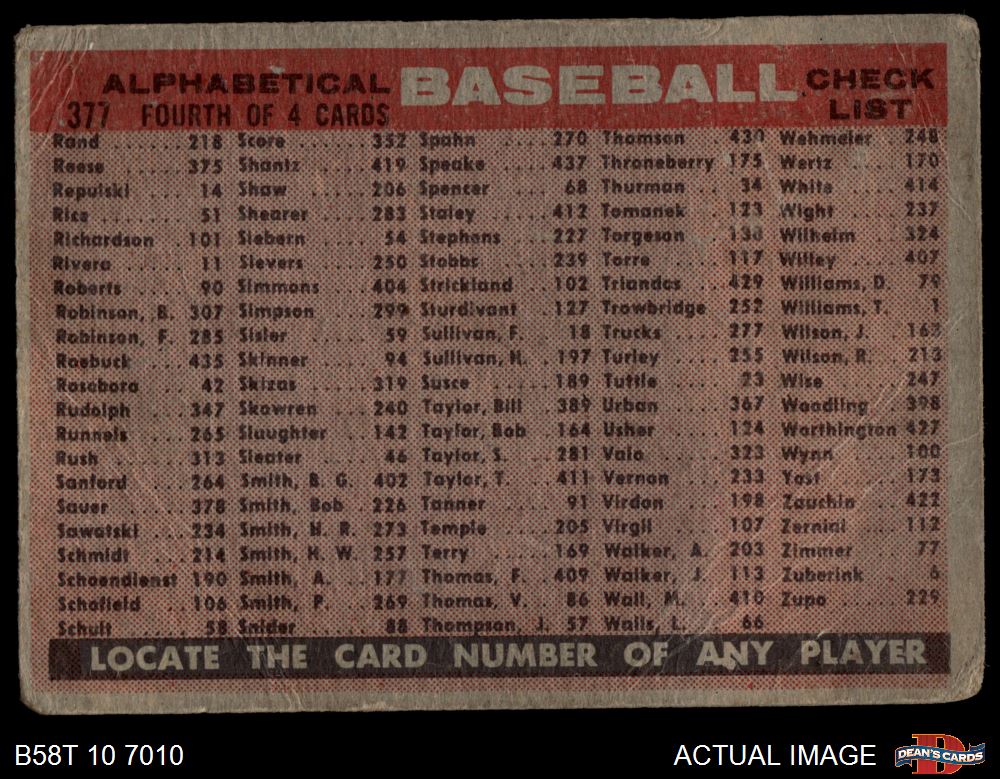 ALPHABETICAL BASEBALL CHECK LIST
377 FOURTH OF 4 CARDS
Rand ...... 218
Reese ..... 375
Repulski ... 14
Rice ....... 51
Richardson . 101
Rivera ..... 11
Roberts .... 90
Robinson, B. 307
Robinson, F. 285
Roebuck ... 435
Roseboro ... 42
Rudolph ... 347
Runnels ... 265
Rush ...... 313
Sanford ... 264
Sauer ..... 378
Sawatski .. 234
Schmidt ... 214
Schoendienst 190
Schofield .. 106
Schult ..... 58
Score ..... 352
Shantz .... 419
Shaw ..... 206
Shearer ... 283
Siebern .... 54
Sievers ... 250
Simmons .. 404
Simpson ... 299
Sisler ..... 59
Skinner .... 94
Skizas .... 319
Skowren ... 240
Slaughter .. 142
Sleater .... 46
Smith, B. G. 402
Smith, Bob . 226
Smith, H. R. 273
Smith, H. W. 257
Smith, A. .. 177
Smith, P. .. 269
Snider ..... 88
Spahn ..... 270
Speake .... 437
Spencer .... 68
Staley .... 412
Stephens .. 227
Stobbs .... 239
Strickland .. 102
Sturdivant .. 127
Sullivan, F. . 18
Sullivan, H. . 197
Susce ..... 189
Taylor, Bill . 389
Taylor, Bob . 164
Taylor, S. .. 281
Taylor, T. .. 411
Tanner ..... 91
Temple .... 205
Terry ..... 169
Thomas, F. . 409
Thomas, V. . 86
Thompson, J. 57
Thomson .. 430
Throneberry 175
Thurman ... 34
Tomanek .. 123
Torgeson .. 138
Torre ..... 117
Triandos .. 429
Trowbridge 252
Trucks .... 277
Turley .... 255
Tuttle ..... 23
Urban .... 367
Usher .... 124
Valo ..... 323
Vernon ... 233
Virdon .... 198
Virgil ..... 107
Walker, A. 203
Walker, J. 113
Wall, M. . 410
Walls, L. .. 66
Wehmeier .. 248
Wertz .... 170
White .... 414
Wight .... 237
Wilhelm .. 324
Willey .... 407
Williams, D. 79
Williams, T. 1
Wilson, J. . 163
Wilson, R. . 213
Wise ..... 247
Woodling . 398
Worthington 427
Wynn .... 100
Yost ..... 173
Zauchin .. 422
Zernial ... 112
Zimmer ... 77
Zuberink .. 6
Zupo ..... 229
LOCATE THE CARD NUMBER OF ANY PLAYER
B58T 10 7010
ACTUAL IMAGE
D
DEAN'S CARDS